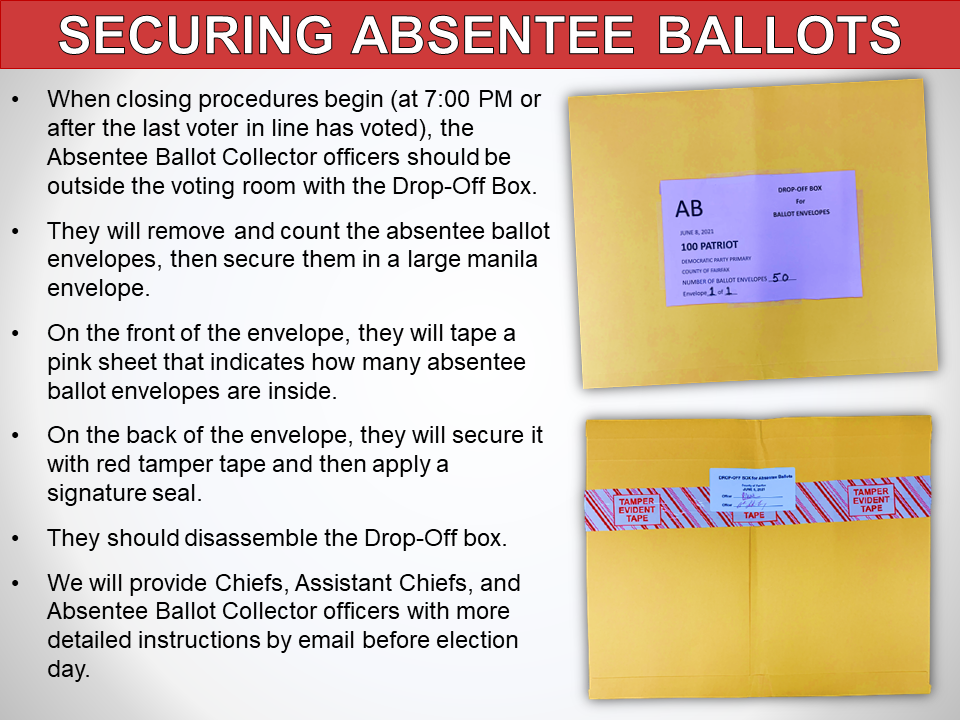 SECURING ABSENTEE BALLOTS
• When closing procedures begin (at 7:00 PM or
after the last voter in line has voted), the
Absentee Ballot Collector officers should be
outside the voting room with the Drop-Off Box.
• They will remove and count the absentee ballot
envelopes, then secure them in a large manila
envelope.
• On the front of the envelope, they will tape a
pink sheet that indicates how many absentee
ballot envelopes are inside.
• On the back of the envelope, they will secure it
with red tamper tape and then apply a
signature seal.
• They should disassemble the Drop-Off box.
• We will provide Chiefs, Assistant Chiefs, and
Absentee Ballot Collector officers with more
detailed instructions by email before election
day.
AB
DROP-OFF BOX
For
BALLOT ENVELOPES
JUNE 8, 2021
100 PATRIOT
DEMOCRATIC PARTY PRIMARY
COUNTY OF FAIRFAX
NUMBER OF BALLOT ENVELOPES 50
Envelope 1 of 1
DROP-OFF BOX for Absentee Ballots
County of Fairfax
JUNE 8, 2021
Officer
Officer
TAMPER
EVIDENT
TAPE
TAPE
TAMPER
EVIDENT
TAPE